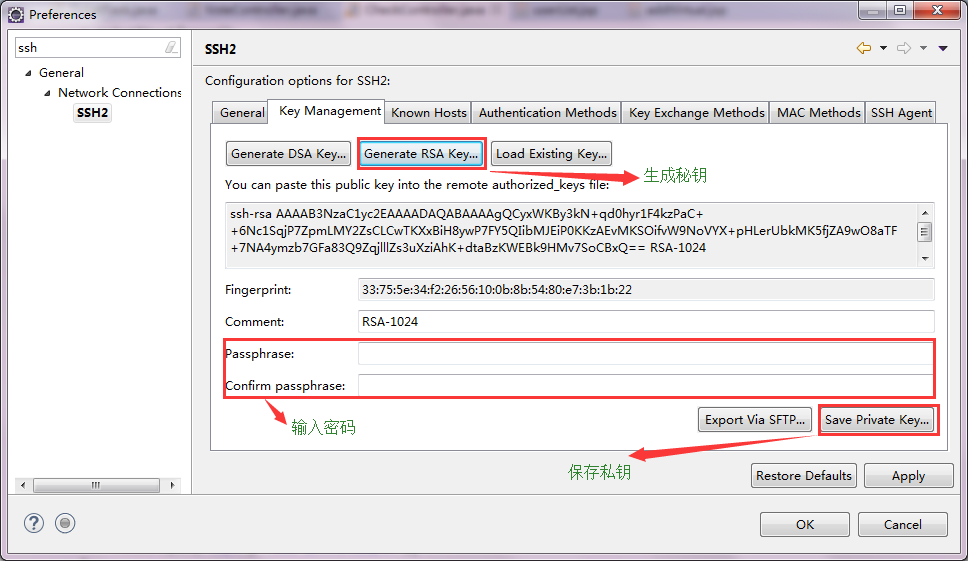 Preferences
ssh
General
Network Connections
SSH2
SSH2
Configuration options for SSH2:
General
Key Management
Known Hosts
Authentication Methods
Key Exchange Methods
MAC Methods
SSH Agent
Generate DSA Key...
Generate RSA Key...
Load Existing Key...
生成秘钥
You can paste this public key into the remote authorized_keys file:
ssh-rsa AAAAB3NzaC1yc2EAAAADAQABAAAAgQCyxWKBy3kN+qd0hyr1F4kzPaC+
+6Nc1SqjP7ZpmLMY2ZsCLCwTKXxBiH8ywP7FY5QIibMJEiP0KKzAEvMKSOifvW9NoVYX+pHLerUbkMK5fjZA9wO8aTF
+7NA4ymzb7GFa83Q9ZqjlllZs3uXziAhK+dtaBzKWEBk9HMv7SoCBxQ== RSA-1024
Fingerprint:
33:75:5e:34:f2:26:56:10:0b:8b:54:80:e7:3b:1b:22
Comment:
RSA-1024
Passphrase:
Confirm passphrase:
输入密码
Export Via SFTP...
Save Private Key...
保存私钥
Restore Defaults
Apply
OK
Cancel